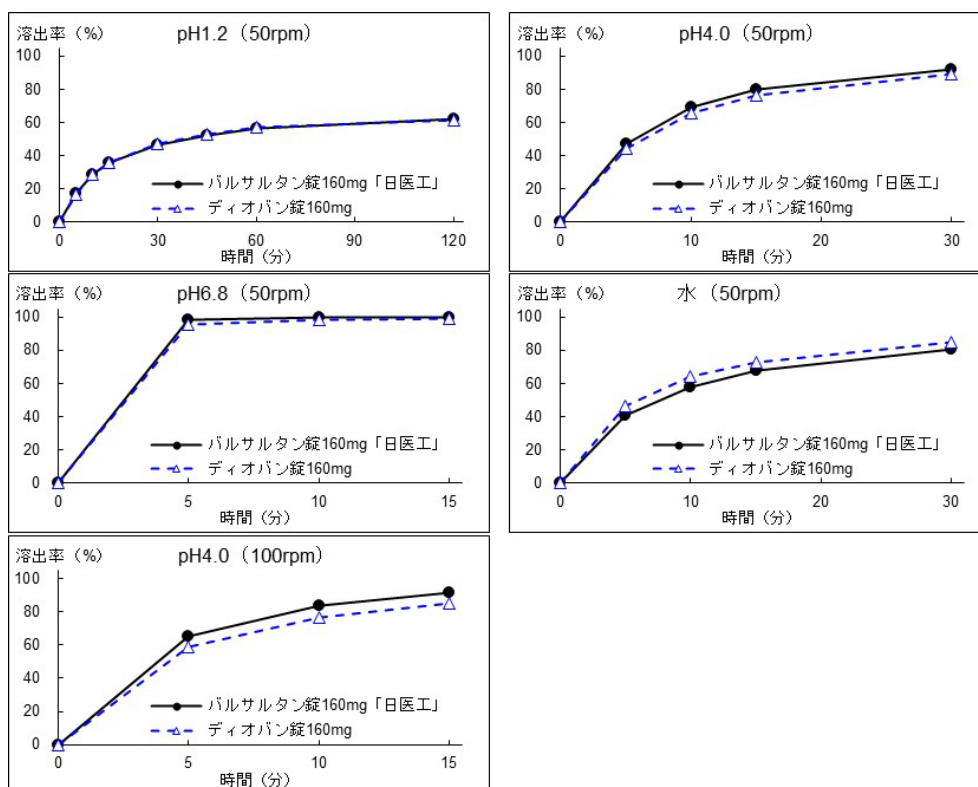 溶出率（%）
pH1.2（50rpm）
100
80
60
40
20
0
バルサルタン錠160mg「日医工」
ディオバン錠160mg
0 30 60 90 120
時間（分）
溶出率（%）
pH4.0（50rpm）
100
80
60
40
20
0
バルサルタン錠160mg「日医工」
ディオバン錠160mg
0 10 20 30
時間（分）
溶出率（%）
pH6.8（50rpm）
100
80
60
40
20
0
バルサルタン錠160mg「日医工」
ディオバン錠160mg
0 5 10 15
時間（分）
溶出率（%）
水（50rpm）
100
80
60
40
20
0
バルサルタン錠160mg「日医工」
ディオバン錠160mg
0 10 20 30
時間（分）
溶出率（%）
pH4.0（100rpm）
100
80
60
40
20
0
バルサルタン錠160mg「日医工」
ディオバン錠160mg
0 5 10 15
時間（分）